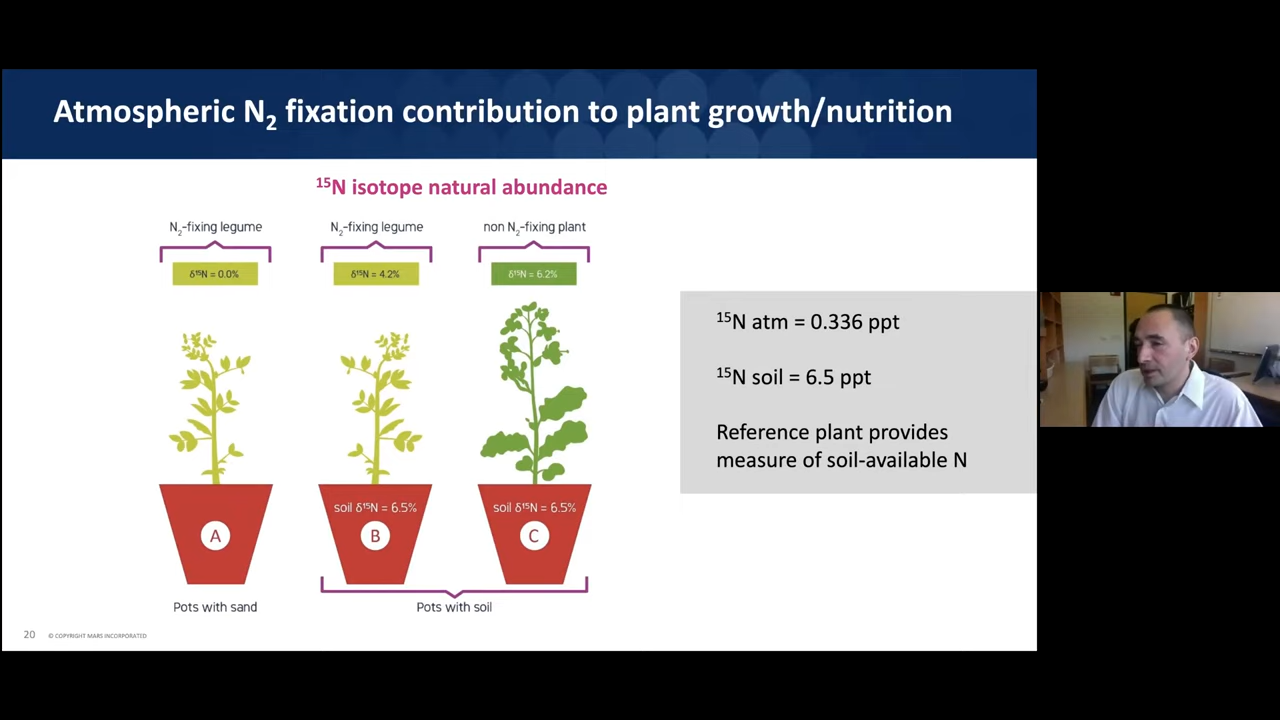 Atmospheric N₂ fixation contribution to plant growth/nutrition
¹⁵N isotope natural abundance
N₂-fixing legume
N₂-fixing legume
non N₂-fixing plant
δ¹⁵N = 0.0%
δ¹⁵N = 4.2%
δ¹⁵N = 6.2%
¹⁵N atm = 0.336 ppt
¹⁵N soil = 6.5 ppt
Reference plant provides
measure of soil-available N
soil δ¹⁵N = 6.5%
soil δ¹⁵N = 6.5%
A
B
C
Pots with sand
Pots with soil
20
© COPYRIGHT MARS INCORPORATED